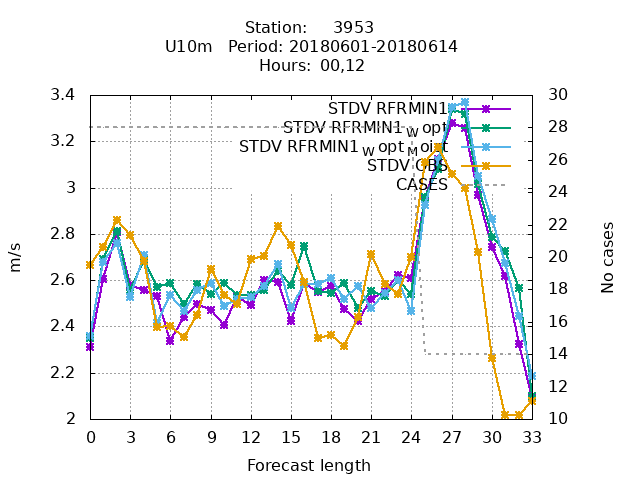 Station: 3953
U10m Period: 20180601-20180614
Hours: 00,12
3.4
3.2
3
2.8
2.6
2.4
2.2
2
m/s
30
28
26
24
22
20
18
16
14
12
10
No cases
STDV RFRMIN1
STDV RFRMIN1_W opt
STDV RFRMIN1_W opt_M oist
STDV OBS
CASES
0 3 6 9 12 15 18 21 24 27 30 33
Forecast length